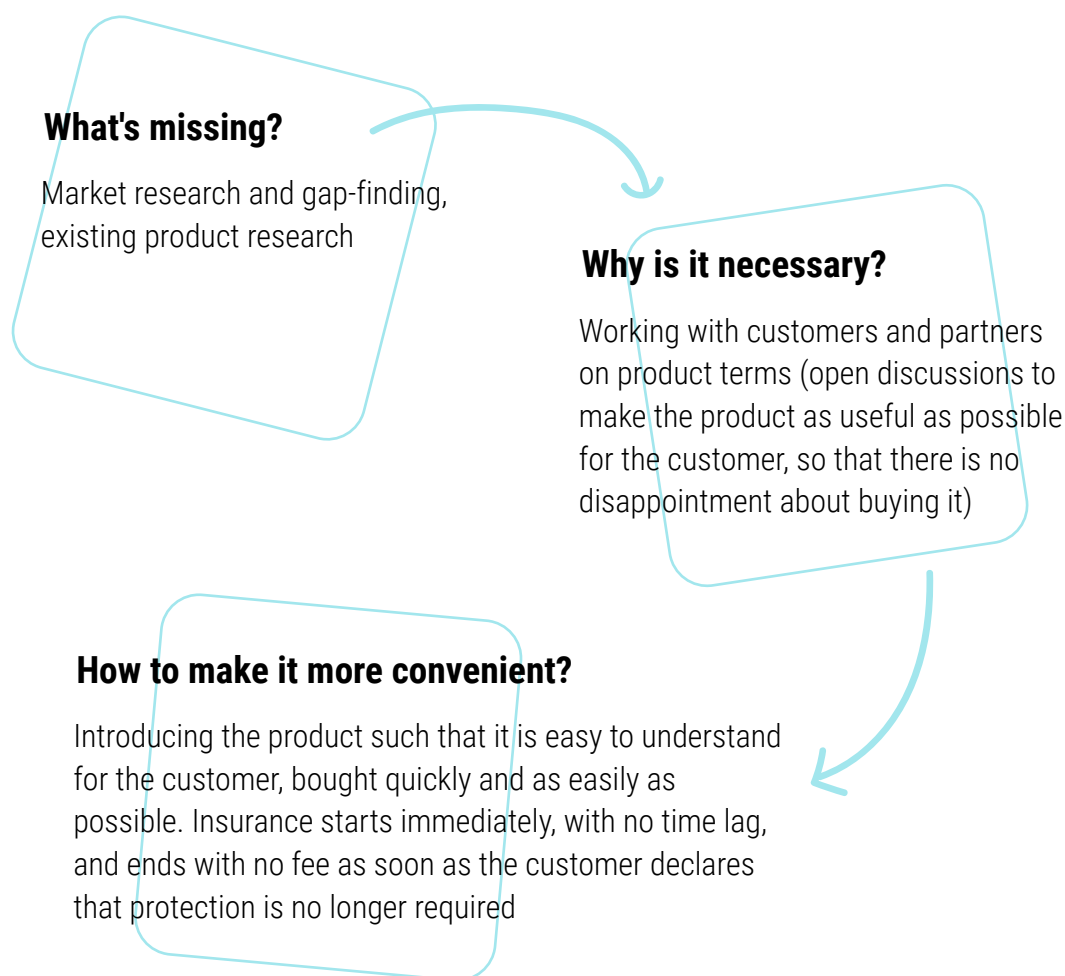 What's missing?
Market research and gap-finding,
existing product research
Why is it necessary?
Working with customers and partners
on product terms (open discussions to
make the product as useful as possible
for the customer, so that there is no
disappointment about buying it)
How to make it more convenient?
Introducing the product such that it is easy to understand
for the customer, bought quickly and as easily as
possible. Insurance starts immediately, with no time lag,
and ends with no fee as soon as the customer declares
that protection is no longer required